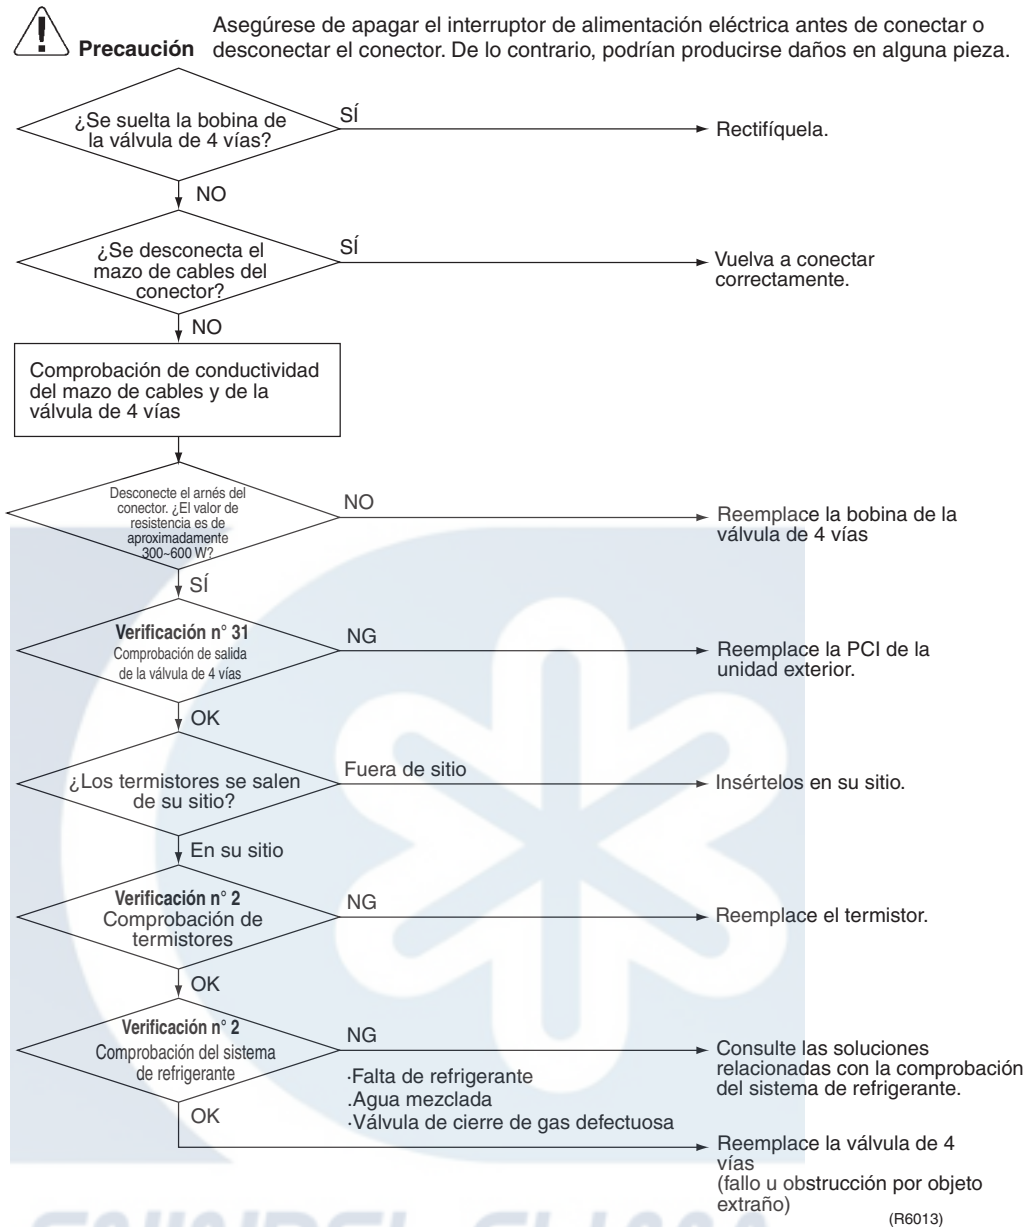 Precaución
Asegúrese de apagar el interruptor de alimentación eléctrica antes de conectar o
desconectar el conector. De lo contrario, podrían producirse daños en alguna pieza.
¿Se suelta la bobina de
la válvula de 4 vías?
SÍ
Rectifíquela.
NO
¿Se desconecta el
mazo de cables del
conector?
SÍ
Vuelva a conectar
correctamente.
NO
Comprobación de conductividad
del mazo de cables y de la
válvula de 4 vías
Desconecte el arnés del
conector. ¿El valor de
resistencia es de
aproximadamente
300~600 W?
NO
Reemplace la bobina de la
válvula de 4 vías
SÍ
Verificación n° 31
Comprobación de salida
de la válvula de 4 vías
NG
Reemplace la PCI de la
unidad exterior.
OK
¿Los termistores se salen
de su sitio?
Fuera de sitio
Insértelos en su sitio.
En su sitio
Verificación n° 2
Comprobación de
termistores
NG
Reemplace el termistor.
OK
Verificación n° 2
Comprobación del sistema
de refrigerante
NG
·Falta de refrigerante
.Agua mezclada
·Válvula de cierre de gas defectuosa
Consulte las soluciones
relacionadas con la comprobación
del sistema de refrigerante.
OK
Reemplace la válvula de 4
vías
(fallo u obstrucción por objeto
extraño)
(R6013)